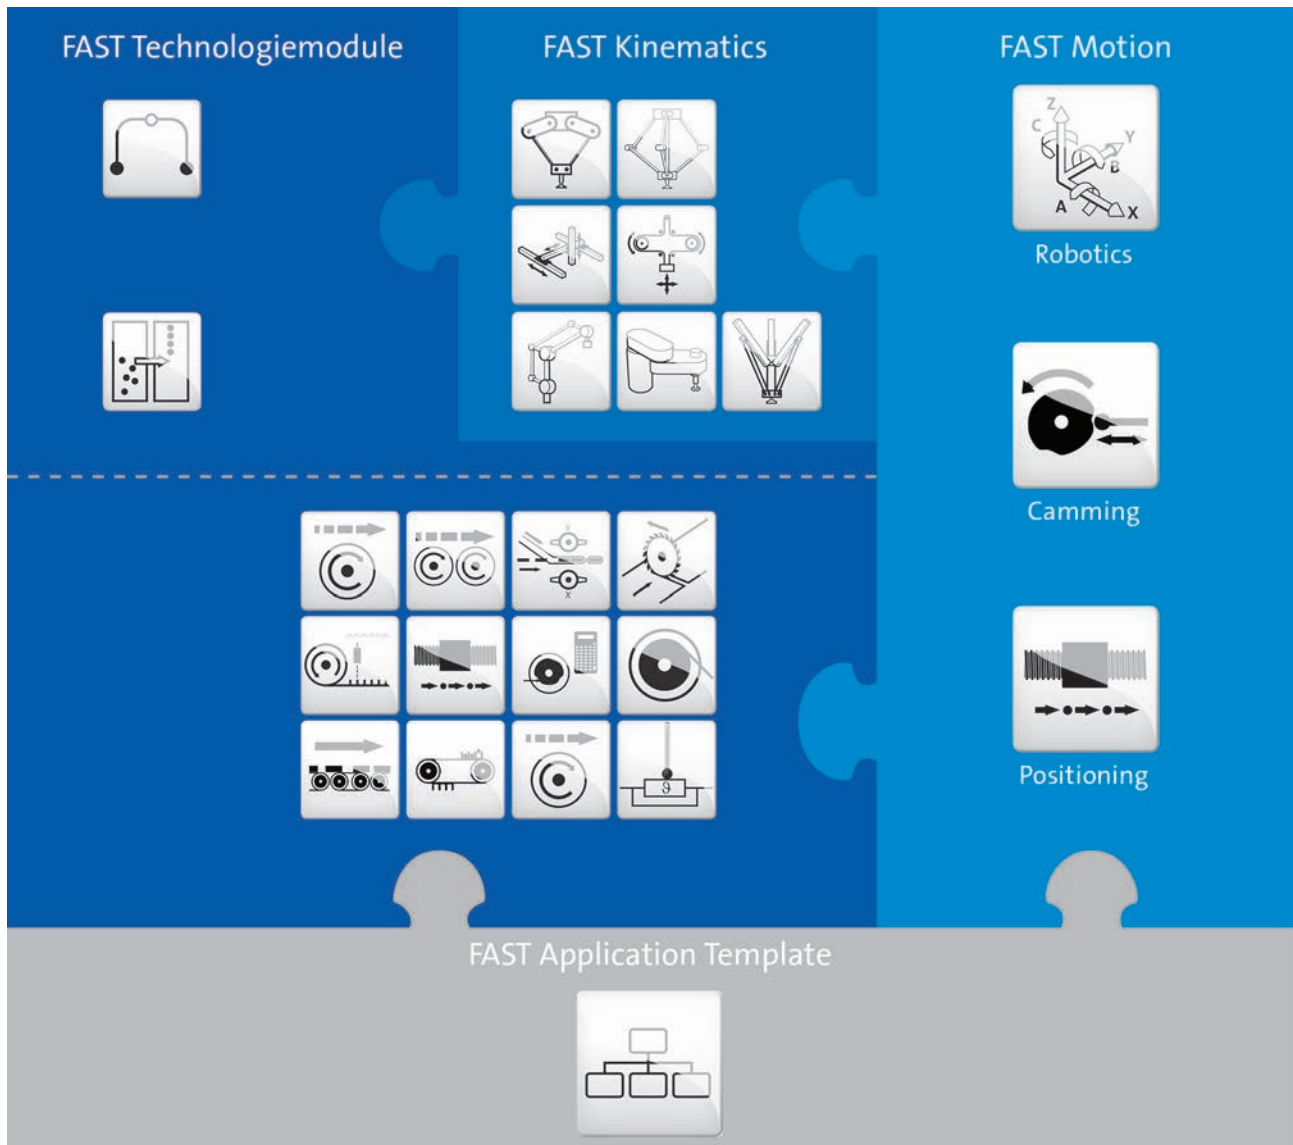 FAST Technologiemodule
FAST Kinematics
FAST Motion
Z
C
Y
B
A
X
Robotics
Camming
X
X
Positioning
ϑ
FAST Application Template